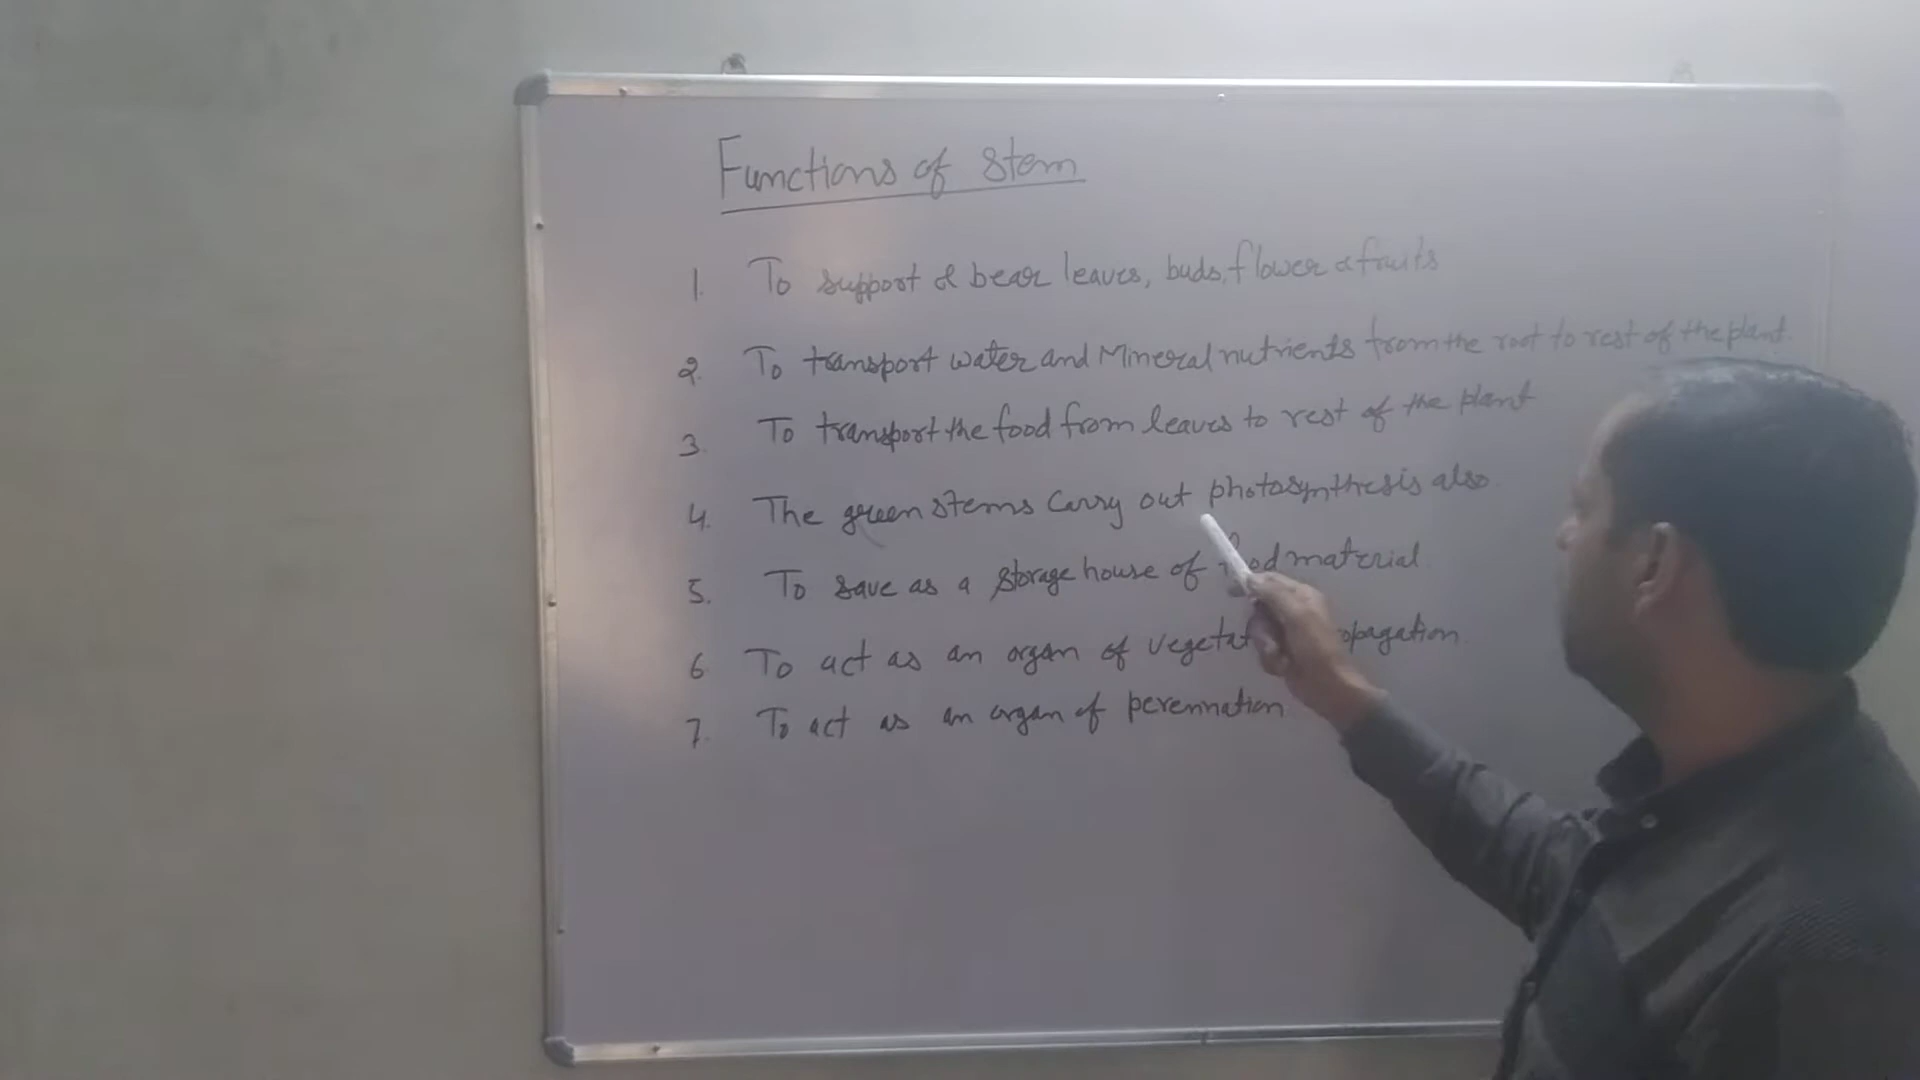 Functions of stem
1. To support & bear leaves, buds, flower & fruits
2. To transport water and Mineral nutrients from the root to rest of the plant.
3. To transport the food from leaves to rest of the plant
4. The green stems carry out photosynthesis also.
5. To save as a storage house of material.
6 To act as an organ of
7. To act as an organ of perennation